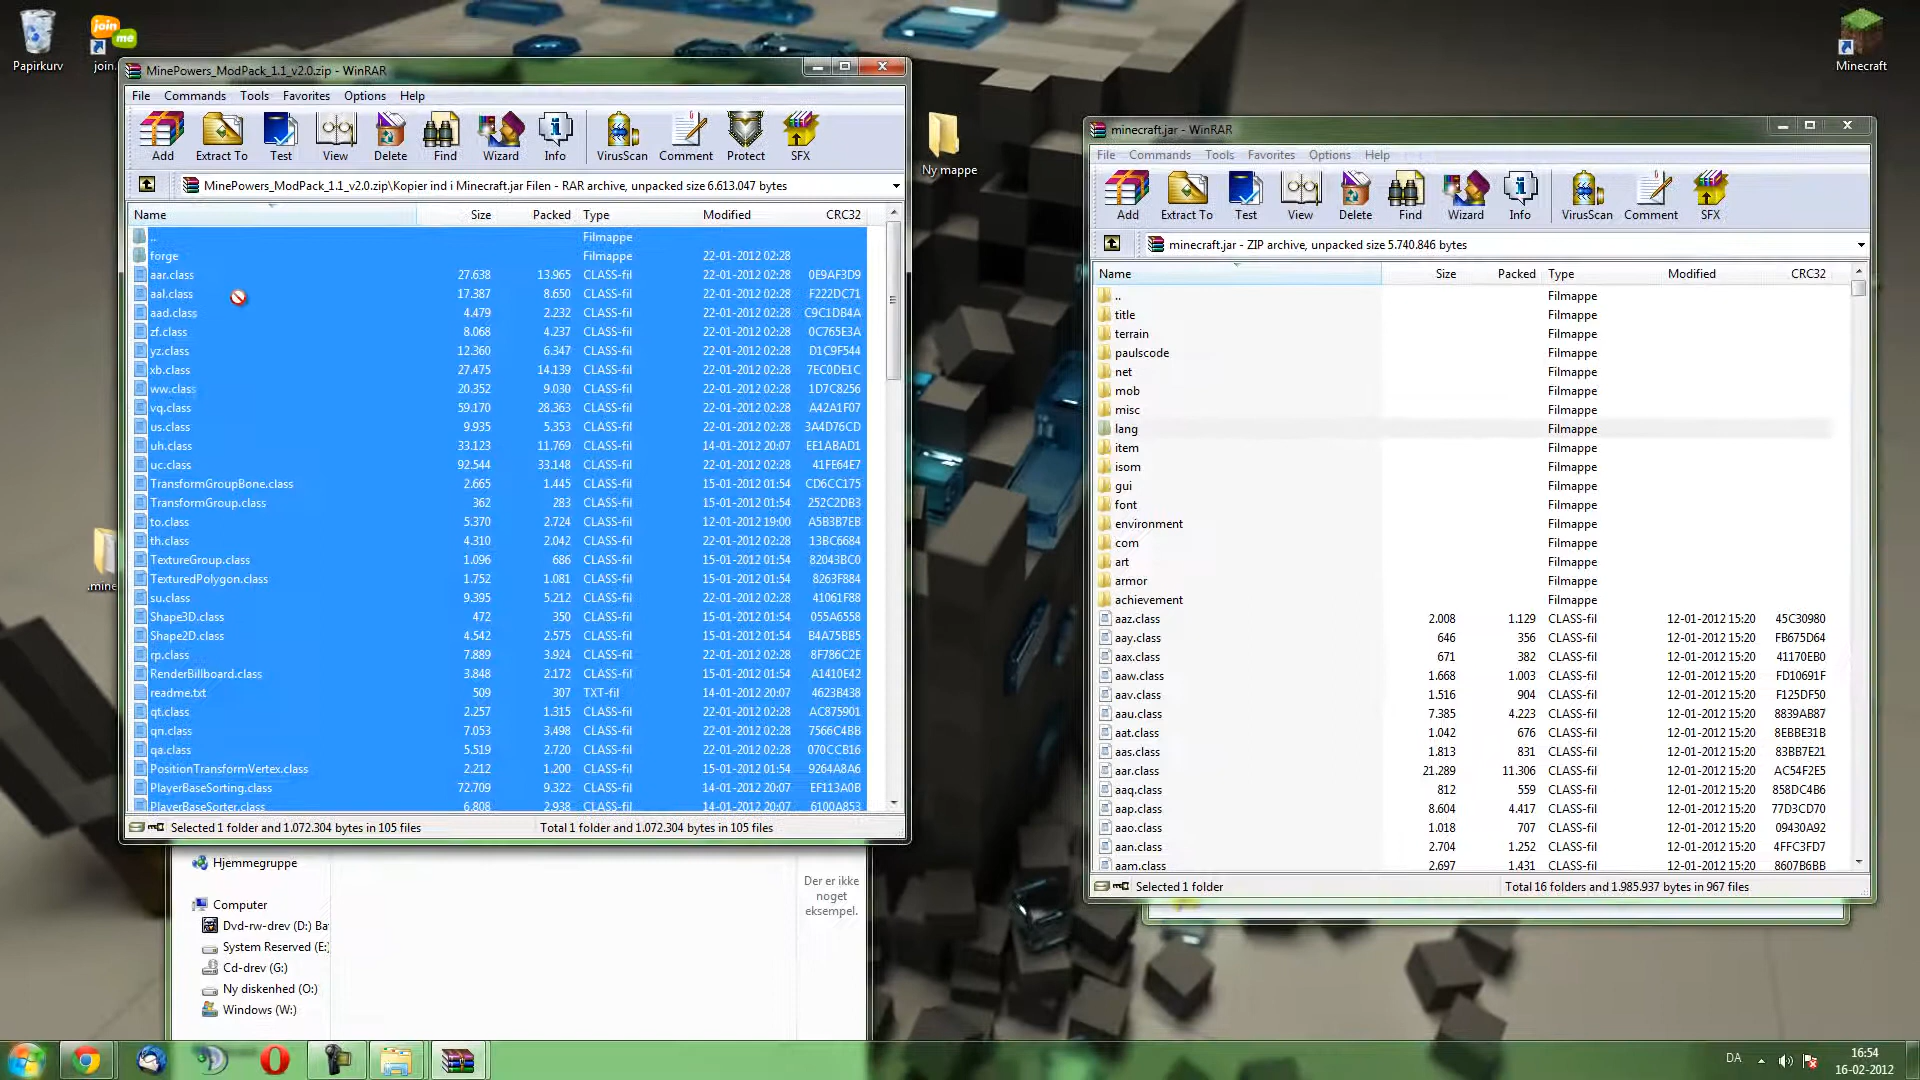 Papirkurv
join.
join
me
Minecraft
Ny mappe
.mine
MinePowers_ModPack_1.1_v2.0.zip - WinRAR
File Commands Tools Favorites Options Help
Add Extract To Test View Delete Find Wizard Info VirusScan Comment Protect SFX
MinePowers_ModPack_1.1_v2.0.zip\Kopier ind i Minecraft.jar Filen - RAR archive, unpacked size 6.613.047 bytes
Name Size Packed Type Modified CRC32
.. Filmappe
forge Filmappe 22-01-2012 02:28
aar.class 27.638 13.965 CLASS-fil 22-01-2012 02:28 0E9AF3D9
aal.class 17.387 8.650 CLASS-fil 22-01-2012 02:28 F222DC71
aad.class 4.479 2.232 CLASS-fil 22-01-2012 02:28 C9C1DB4A
zf.class 8.068 4.237 CLASS-fil 22-01-2012 02:28 0C765E3A
yz.class 12.360 6.347 CLASS-fil 22-01-2012 02:28 D1C9F544
xb.class 27.475 14.139 CLASS-fil 22-01-2012 02:28 7EC0DE1C
ww.class 20.352 9.030 CLASS-fil 22-01-2012 02:28 1D7C8256
vq.class 59.170 28.363 CLASS-fil 22-01-2012 02:28 A42A1F07
us.class 9.935 5.353 CLASS-fil 22-01-2012 02:28 3A4D76CD
uh.class 33.123 11.769 CLASS-fil 14-01-2012 20:07 EE1ABAD1
uc.class 92.544 33.148 CLASS-fil 22-01-2012 02:28 41FE64E7
TransformGroupBone.class 2.665 1.445 CLASS-fil 15-01-2012 01:54 CD6CC175
TransformGroup.class 362 283 CLASS-fil 15-01-2012 01:54 252C2DB3
to.class 5.370 2.724 CLASS-fil 12-01-2012 19:00 A5B3B7EB
th.class 4.310 2.042 CLASS-fil 22-01-2012 02:28 13BC6684
TextureGroup.class 1.096 686 CLASS-fil 15-01-2012 01:54 82043BC0
TexturedPolygon.class 1.752 1.081 CLASS-fil 15-01-2012 01:54 8263F884
su.class 9.395 5.212 CLASS-fil 22-01-2012 02:28 41061F88
Shape3D.class 472 350 CLASS-fil 15-01-2012 01:54 055A6558
Shape2D.class 4.542 2.575 CLASS-fil 15-01-2012 01:54 B4A75BB5
rp.class 7.889 3.924 CLASS-fil 22-01-2012 02:28 8F786C2E
RenderBillboard.class 3.848 2.172 CLASS-fil 15-01-2012 01:54 A1410E42
readme.txt 509 307 TXT-fil 14-01-2012 20:07 4623B438
qt.class 2.257 1.315 CLASS-fil 22-01-2012 02:28 AC875901
qn.class 7.053 3.498 CLASS-fil 22-01-2012 02:28 7566C4BB
qa.class 5.519 2.720 CLASS-fil 22-01-2012 02:28 070CCB16
PositionTransformVertex.class 2.212 1.200 CLASS-fil 15-01-2012 01:54 9264A8A6
PlayerBaseSorting.class 72.709 9.322 CLASS-fil 14-01-2012 20:07 EF113A0B
PlayerBaseSorter.class 6.808 2.938 CLASS-fil 14-01-2012 20:07 6100A853
Selected 1 folder and 1.072.304 bytes in 105 files Total 1 folder and 1.072.304 bytes in 105 files
minecraft.jar - WinRAR
File Commands Tools Favorites Options Help
Add Extract To Test View Delete Find Wizard Info VirusScan Comment SFX
minecraft.jar - ZIP archive, unpacked size 5.740.846 bytes
Name Size Packed Type Modified CRC32
.. Filmappe
title Filmappe
terrain Filmappe
paulscode Filmappe
net Filmappe
mob Filmappe
misc Filmappe
lang Filmappe
item Filmappe
isom Filmappe
gui Filmappe
font Filmappe
environment Filmappe
com Filmappe
art Filmappe
armor Filmappe
achievement Filmappe
aaz.class 2.008 1.129 CLASS-fil 12-01-2012 15:20 45C30980
aay.class 646 356 CLASS-fil 12-01-2012 15:20 FB675D64
aax.class 671 382 CLASS-fil 12-01-2012 15:20 41170EB0
aaw.class 1.668 1.003 CLASS-fil 12-01-2012 15:20 FD10691F
aav.class 1.516 904 CLASS-fil 12-01-2012 15:20 F125DF50
aau.class 7.385 4.223 CLASS-fil 12-01-2012 15:20 8839AB87
aat.class 1.042 676 CLASS-fil 12-01-2012 15:20 8EBBE31B
aas.class 1.813 831 CLASS-fil 12-01-2012 15:20 83BB7E21
aar.class 21.289 11.306 CLASS-fil 12-01-2012 15:20 AC54F2E5
aaq.class 812 559 CLASS-fil 12-01-2012 15:20 858DC4B6
aap.class 8.604 4.417 CLASS-fil 12-01-2012 15:20 77D3CD70
aao.class 1.018 707 CLASS-fil 12-01-2012 15:20 09430A92
aan.class 2.704 1.252 CLASS-fil 12-01-2012 15:20 4FFC3FD7
aam.class 2.697 1.431 CLASS-fil 12-01-2012 15:20 8607B6BB
Selected 1 folder Total 16 folders and 1.985.937 bytes in 967 files
Hjemmegruppe
Computer
Dvd-rw-drev (D:) Ba
System Reserved (E:)
Cd-drev (G:)
Ny diskenhed (O:)
Windows (W:)
Der er ikke
noget
eksempel.
DA
16:54
16-02-2012